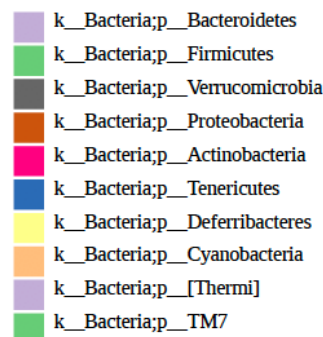 k__Bacteria;p__Bacteroidetes
k__Bacteria;p__Firmicutes
k__Bacteria;p__Verrucomicrobia
k__Bacteria;p__Proteobacteria
k__Bacteria;p__Actinobacteria
k__Bacteria;p__Tenericutes
k__Bacteria;p__Deferribacteres
k__Bacteria;p__Cyanobacteria
k__Bacteria;p__[Thermi]
k__Bacteria;p__TM7